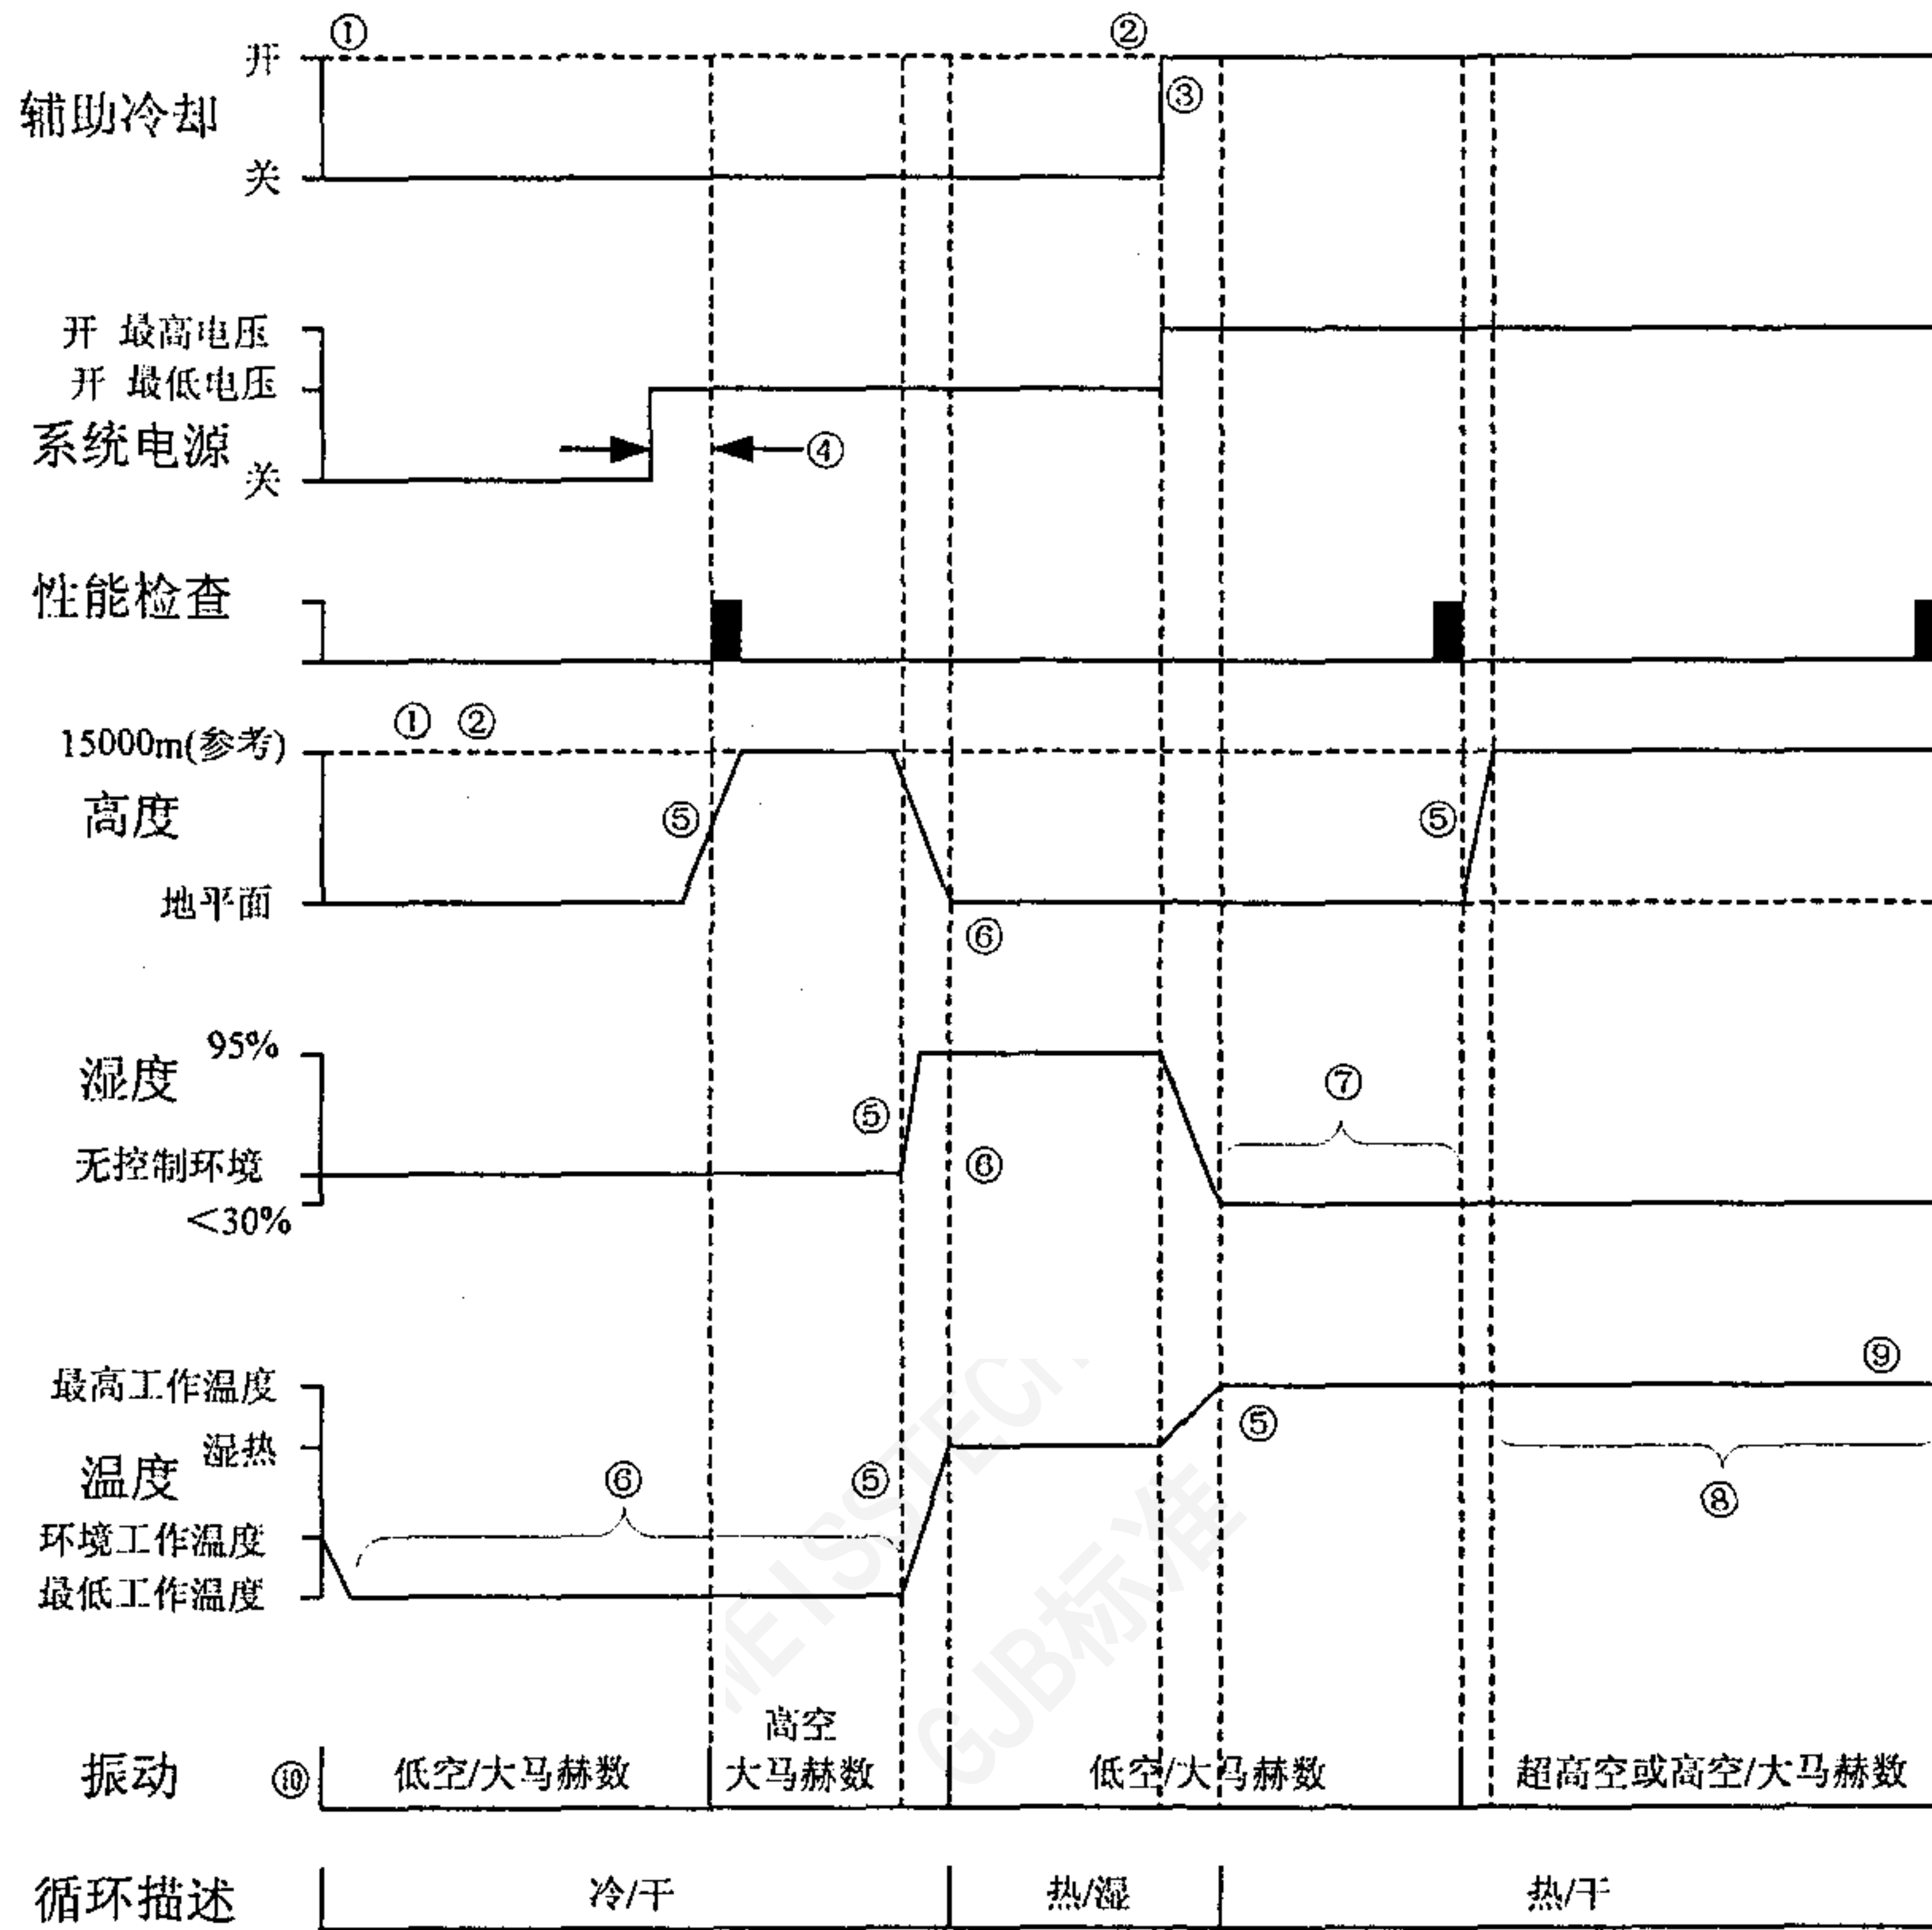 ① ②
开
辅助冷却 ③
关
开 最高电压
开 最低电压
系统电源 ④
关
性能检查
① ②
15000m(参考)
高度 ⑤ ⑤
地平面
⑥
95%
湿度 ⑦
⑤
无控制环境 ⑥
<30%
⑨
最高工作温度
⑤
湿热
温度 ⑥ ⑤ ⑧
环境工作温度
最低工作温度
高空
振动 ⑩ 低空/大马赫数 大马赫数 低空/大马赫数 超高空或高空/大马赫数
循环描述 冷/干 热/湿 热/干
WEISSTECH
GJB标准